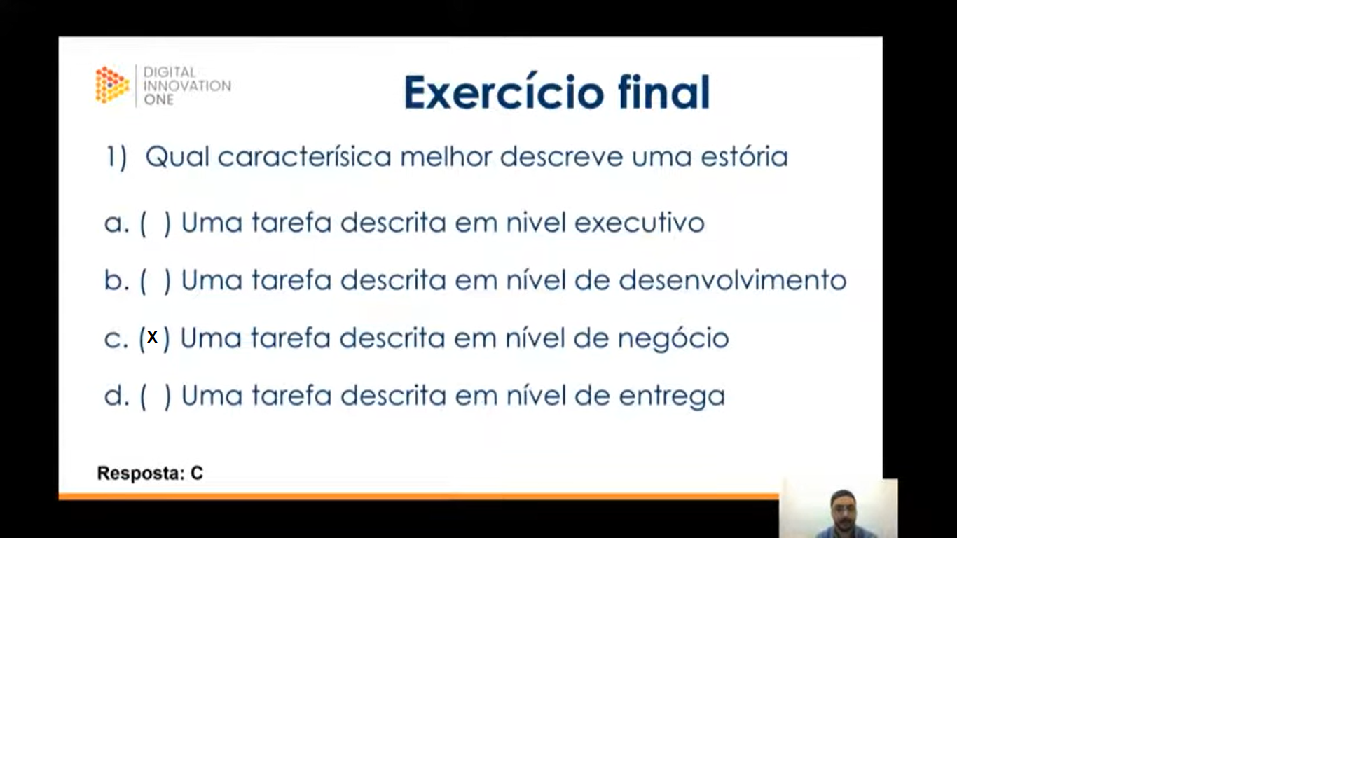 DIGITAL
INNOVATION
ONE
Exercício final
1) Qual caracterísica melhor descreve uma estória
a. ( ) Uma tarefa descrita em nivel executivo
b. ( ) Uma tarefa descrita em nível de desenvolvimento
c. (x) Uma tarefa descrita em nível de negócio
d. ( ) Uma tarefa descrita em nível de entrega
Resposta: C